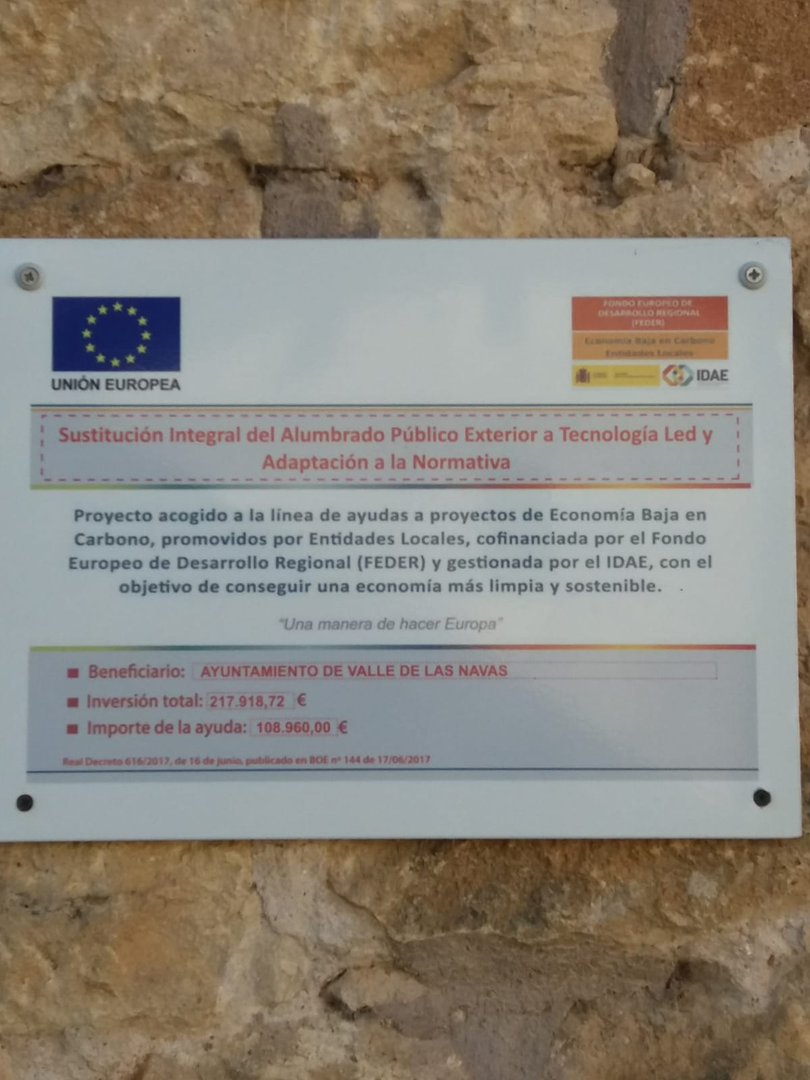 UNIÓN EUROPEA
FONDO EUROPEO DE
DESARROLLO REGIONAL
(FEDER)
Economía Baja en Carbono
Entidades Locales
IDAE
Sustitución Integral del Alumbrado Público Exterior a Tecnología Led y
Adaptación a la Normativa
Proyecto acogido a la línea de ayudas a proyectos de Economía Baja en
Carbono, promovidos por Entidades Locales, cofinanciada por el Fondo
Europeo de Desarrollo Regional (FEDER) y gestionada por el IDAE, con el
objetivo de conseguir una economía más limpia y sostenible.
“Una manera de hacer Europa”
Beneficiario: AYUNTAMIENTO DE VALLE DE LAS NAVAS
Inversión total: 217.918,72 €
Importe de la ayuda: 108.960,00 €
Real Decreto 616/2017, de 16 de junio, publicado en BOE nº 144 de 17/06/2017